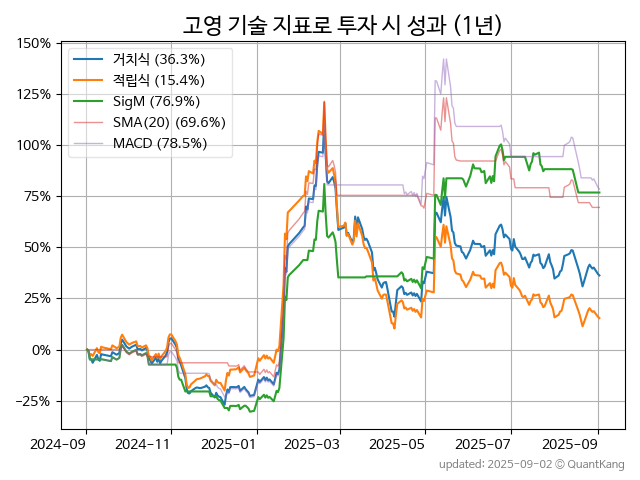 고영 기술 지표로 투자 시 성과 (1년)
150%
125%
100%
75%
50%
25%
0%
−25%
거치식 (36.3%)
적립식 (15.4%)
SigM (76.9%)
SMA(20) (69.6%)
MACD (78.5%)
2024-09
2024-11
2025-01
2025-03
2025-05
2025-07
2025-09
updated: 2025-09-02 © QuantKang